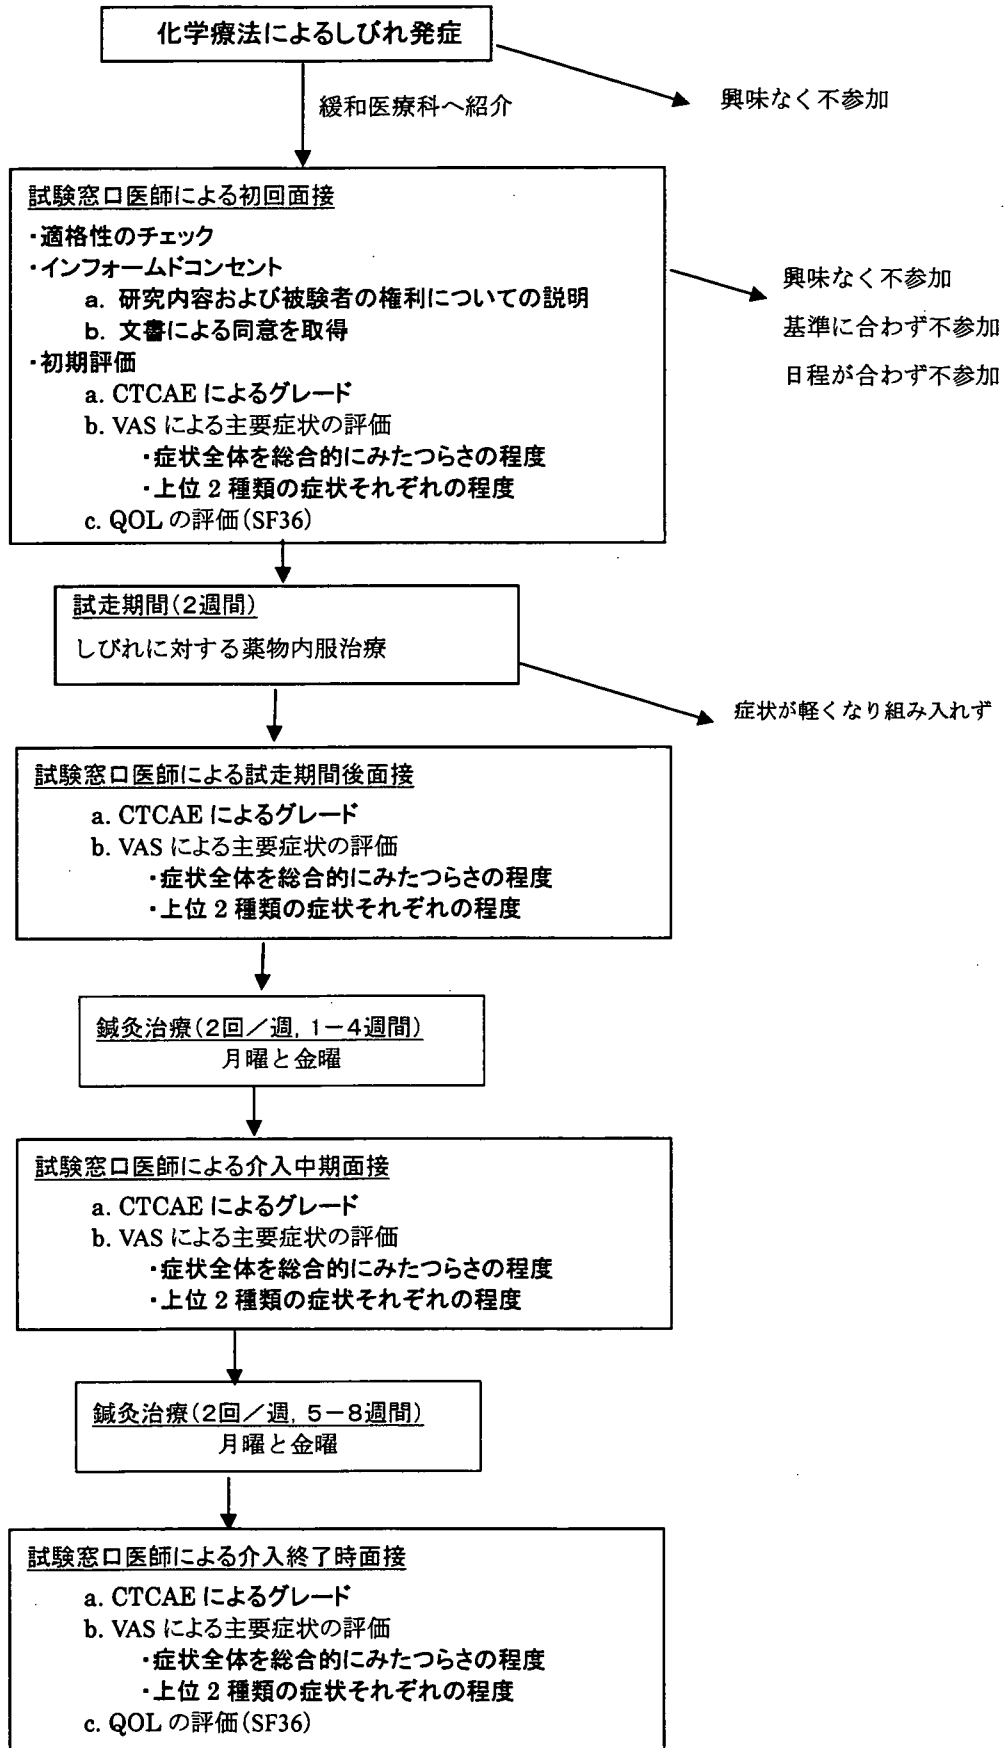 化学療法によるしびれ発症
興味なく不参加
緩和医療科へ紹介
試験窓口医師による初回面接
・適格性のチェック
・インフォームドコンセント
a. 研究内容および被験者の権利についての説明
b. 文書による同意を取得
・初期評価
a. CTCAE によるグレード
b. VAS による主要症状の評価
・症状全体を総合的にみたつらさの程度
・上位 2 種類の症状それぞれの程度
c. QOL の評価(SF36)
興味なく不参加
基準に合わず不参加
日程が合わず不参加
試走期間(2週間)
しびれに対する薬物内服治療
症状が軽くなり組み入れず
試験窓口医師による試走期間後面接
a. CTCAE によるグレード
b. VAS による主要症状の評価
・症状全体を総合的にみたつらさの程度
・上位 2 種類の症状それぞれの程度
鍼灸治療(2回／週, 1－4週間)
月曜と金曜
試験窓口医師による介入中期面接
a. CTCAE によるグレード
b. VAS による主要症状の評価
・症状全体を総合的にみたつらさの程度
・上位 2 種類の症状それぞれの程度
鍼灸治療(2回／週, 5－8週間)
月曜と金曜
試験窓口医師による介入終了時面接
a. CTCAE によるグレード
b. VAS による主要症状の評価
・症状全体を総合的にみたつらさの程度
・上位 2 種類の症状それぞれの程度
c. QOL の評価(SF36)